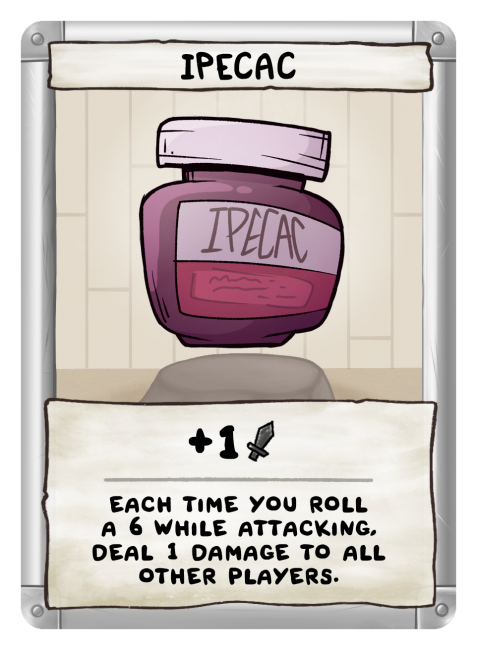 IPECAC
IPECAC
+1
EACH TIME YOU ROLL
A 6 WHILE ATTACKING,
DEAL 1 DAMAGE TO ALL
OTHER PLAYERS.